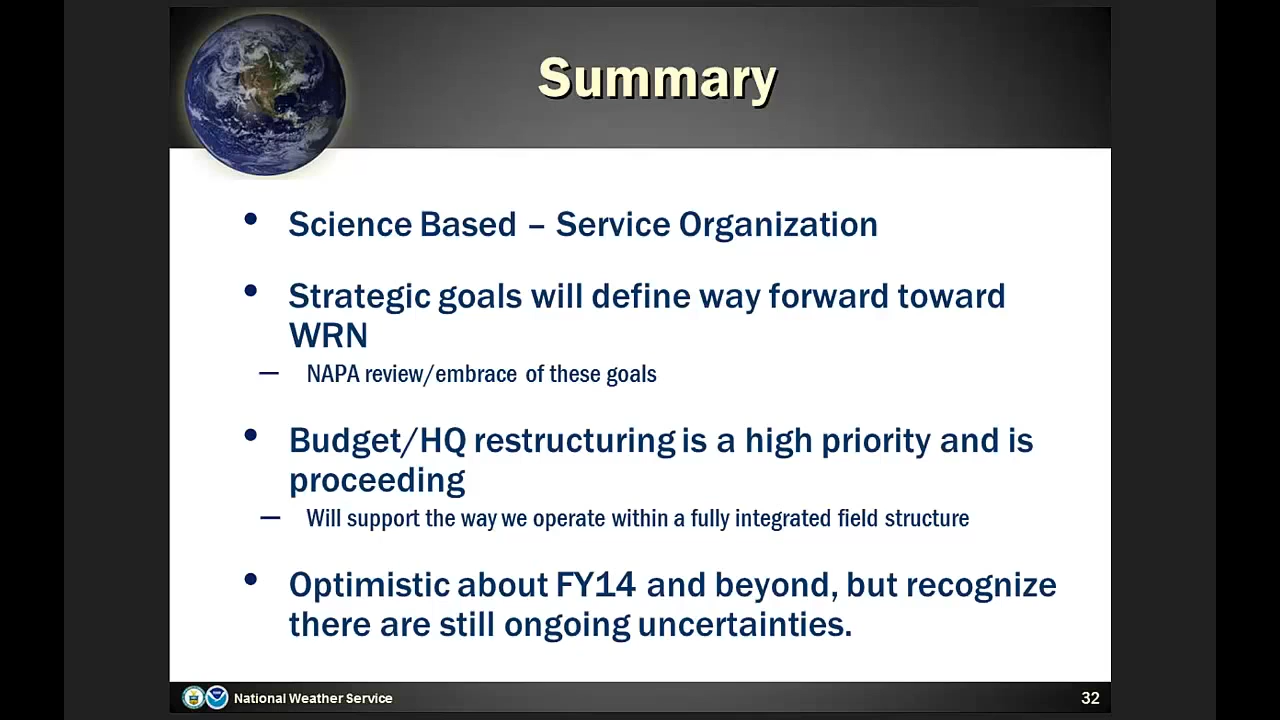 Summary
• Science Based – Service Organization
• Strategic goals will define way forward toward
WRN
— NAPA review/embrace of these goals
• Budget/HQ restructuring is a high priority and is
proceeding
— Will support the way we operate within a fully integrated field structure
• Optimistic about FY14 and beyond, but recognize
there are still ongoing uncertainties.
National Weather Service
32